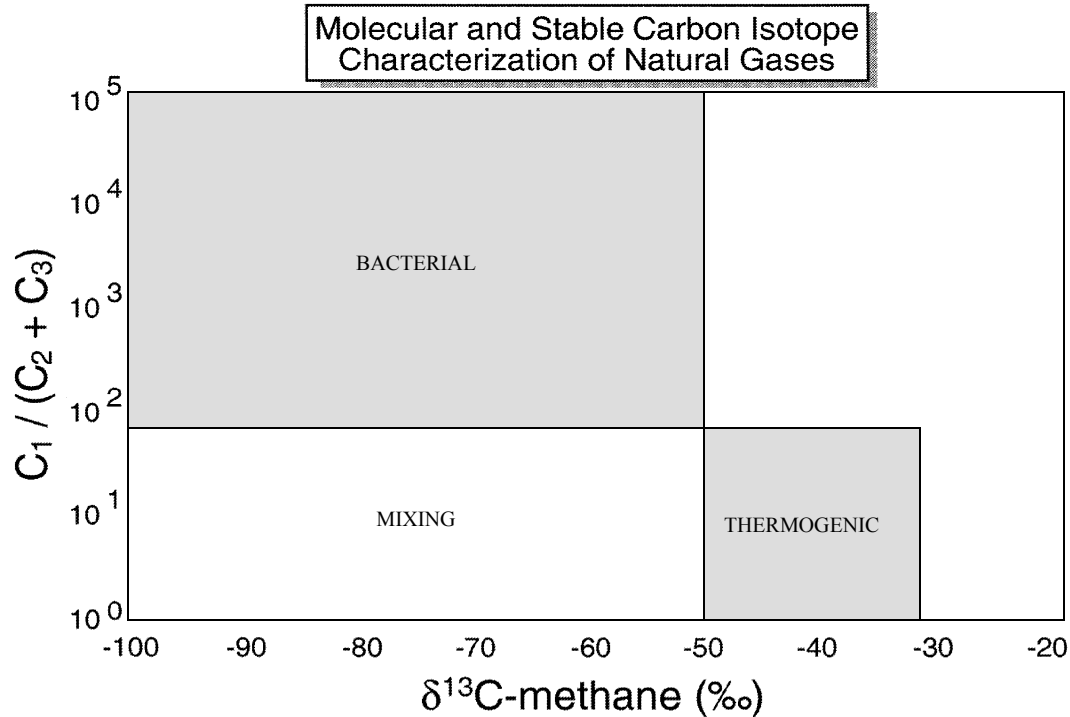 Molecular and Stable Carbon Isotope
Characterization of Natural Gases
C₁ / (C₂ + C₃)
10⁵
10⁴
10³
10²
10¹
10⁰
BACTERIAL
MIXING
THERMOGENIC
-100 -90 -80 -70 -60 -50 -40 -30 -20
δ¹³C-methane (‰)